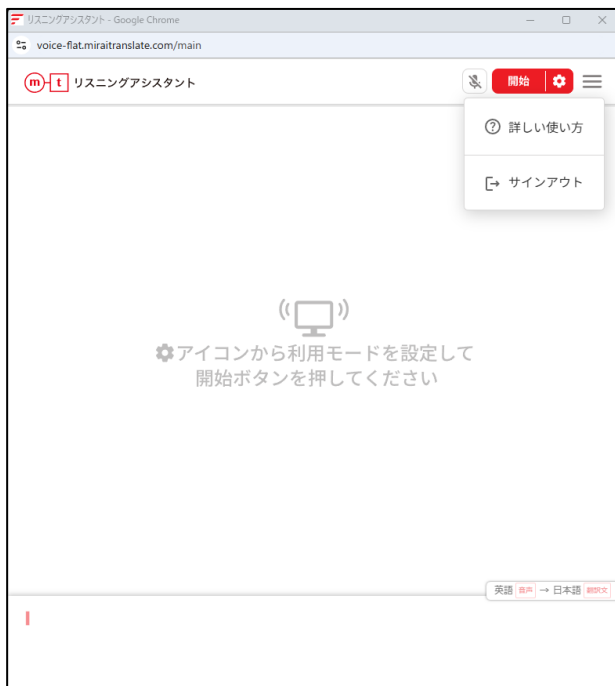 リスニングアシスタント - Google Chrome
voice-flat.miraitranslate.com/main
m t リスニングアシスタント
開始
詳しい使い方
サインアウト
アイコンから利用モードを設定して
開始ボタンを押してください
英語 音声 → 日本語 翻訳文